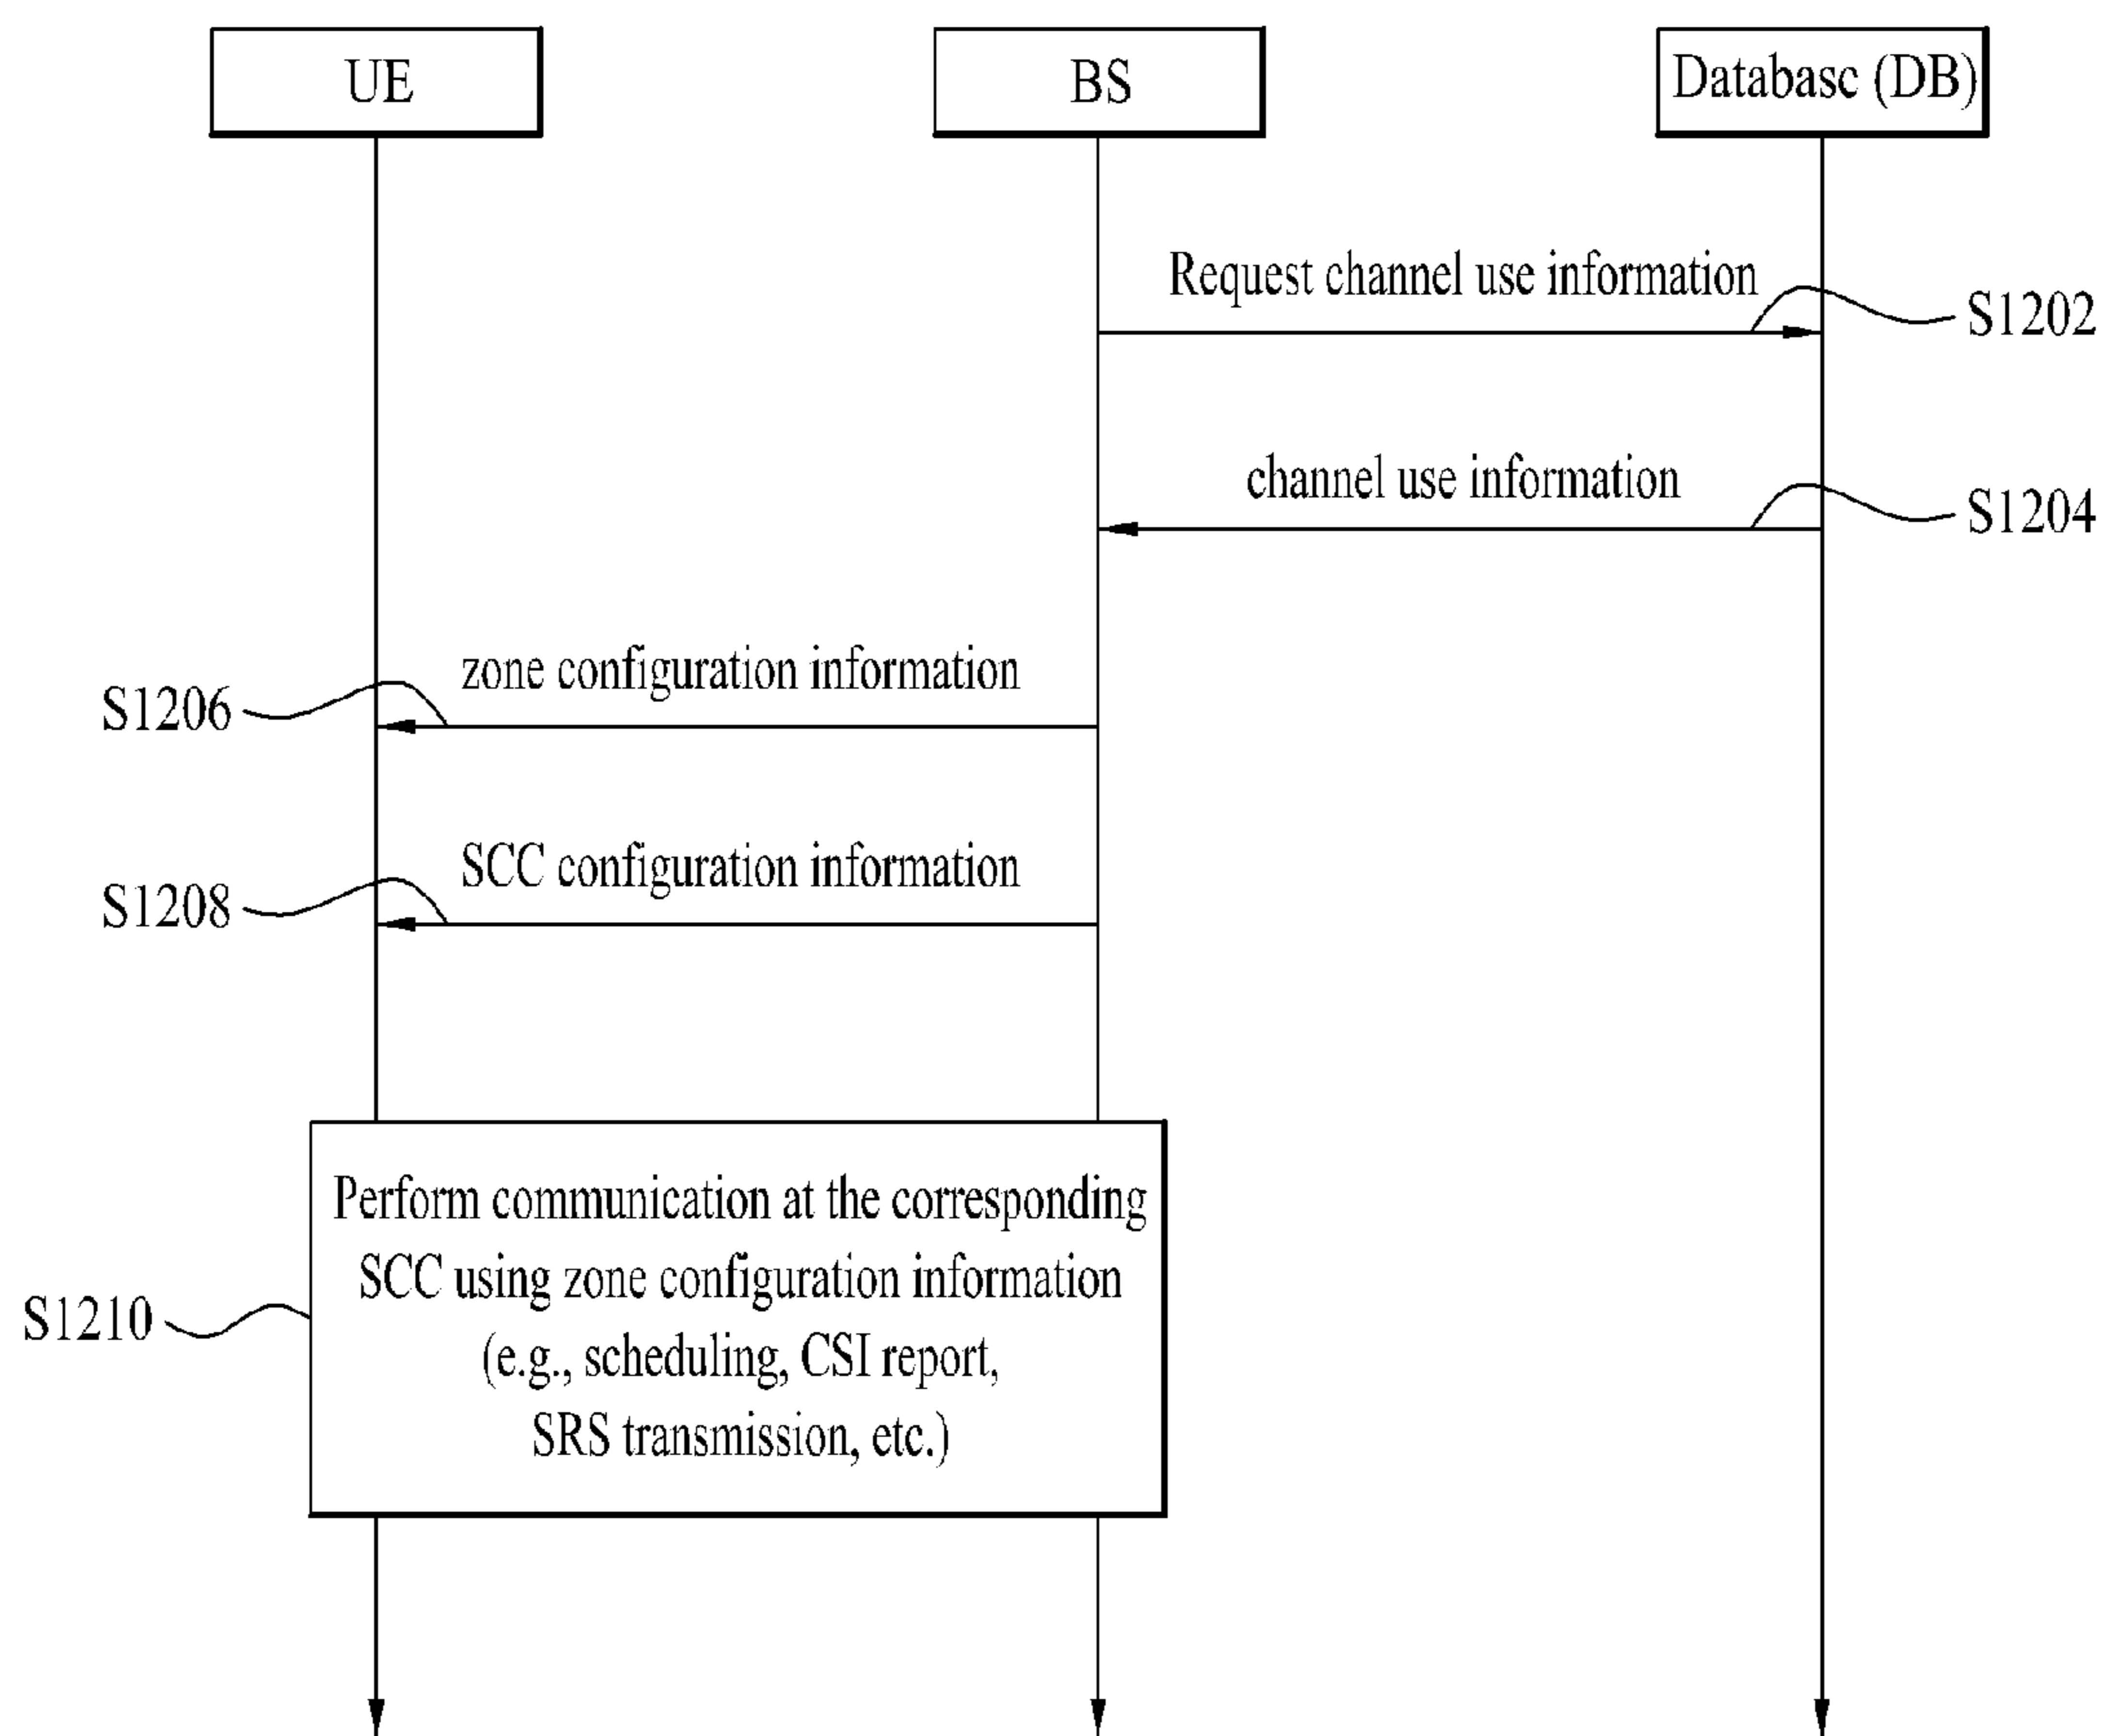 UE
BS
Database (DB)
Request channel use information
S1202
channel use information
S1204
zone configuration information
S1206
SCC configuration information
S1208
Perform communication at the corresponding
SCC using zone configuration information
(e.g., scheduling, CSI report,
SRS transmission, etc.)
S1210